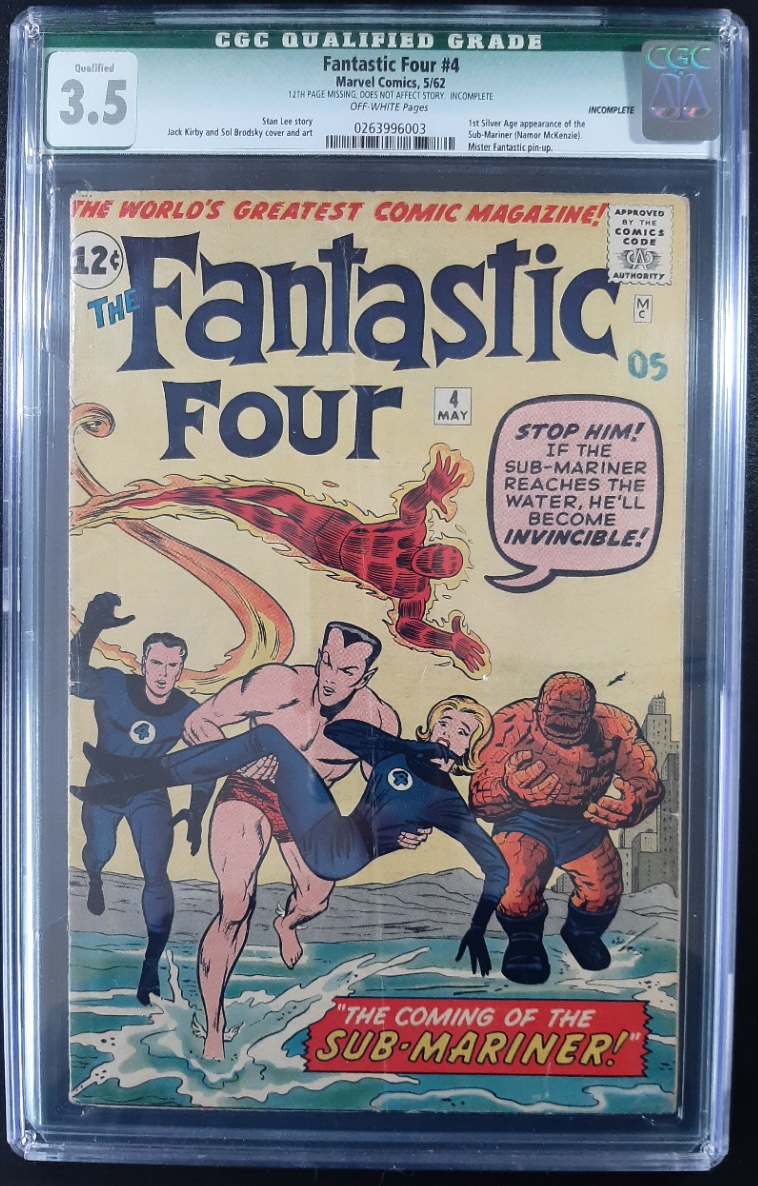 CGC QUALIFIED GRADE
Qualified
3.5
Fantastic Four #4
Marvel Comics, 5/62
12TH PAGE MISSING, DOES NOT AFFECT STORY. INCOMPLETE
OFF-WHITE Pages
INCOMPLETE
Stan Lee story
Jack Kirby and Sol Brodsky cover and art
0263996003
1st Silver Age appearance of the
Sub-Mariner (Namor McKenzie).
Mister Fantastic pin-up.
CGC
THE WORLD'S GREATEST COMIC MAGAZINE!
APPROVED
BY THE
COMICS
CODE
CA
AUTHORITY
12¢
THE
Fantastic
Four
M
C
05
4
MAY
STOP HIM!
IF THE
SUB-MARINER
REACHES THE
WATER, HE'LL
BECOME
INVINCIBLE!
4
4
"THE COMING OF THE
SUB-MARINER!"